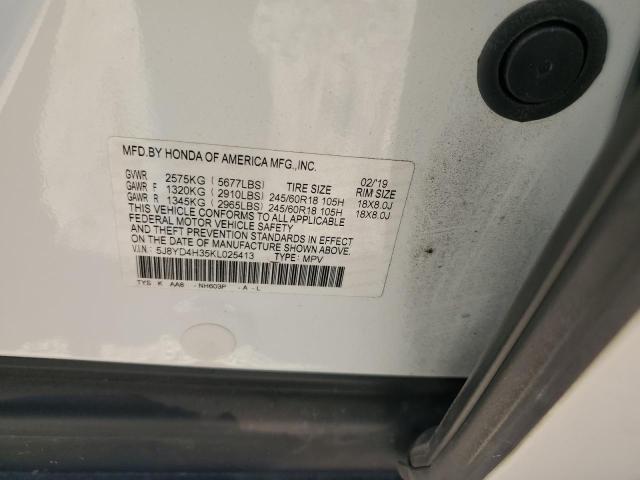 MFD.BY HONDA OF AMERICA MFG.,INC. 02/19
GVWR 2575KG (5677LBS) TIRE SIZE RIM SIZE
GAWR F 1320KG (2910LBS) 245/60R18 105H 18X8.0J
GAWR R 1345KG (2965LBS) 245/60R18 105H 18X8.0J
THIS VEHICLE CONFORMS TO ALL APPLICABLE
FEDERAL MOTOR VEHICLE SAFETY
AND THEFT PREVENTION STANDARDS IN EFFECT
ON THE DATE OF MANUFACTURE SHOWN ABOVE.
V.I.N: 5J8YD4H35KL025413 TYPE: MPV
TYS K AA6 -NH603P -A -L